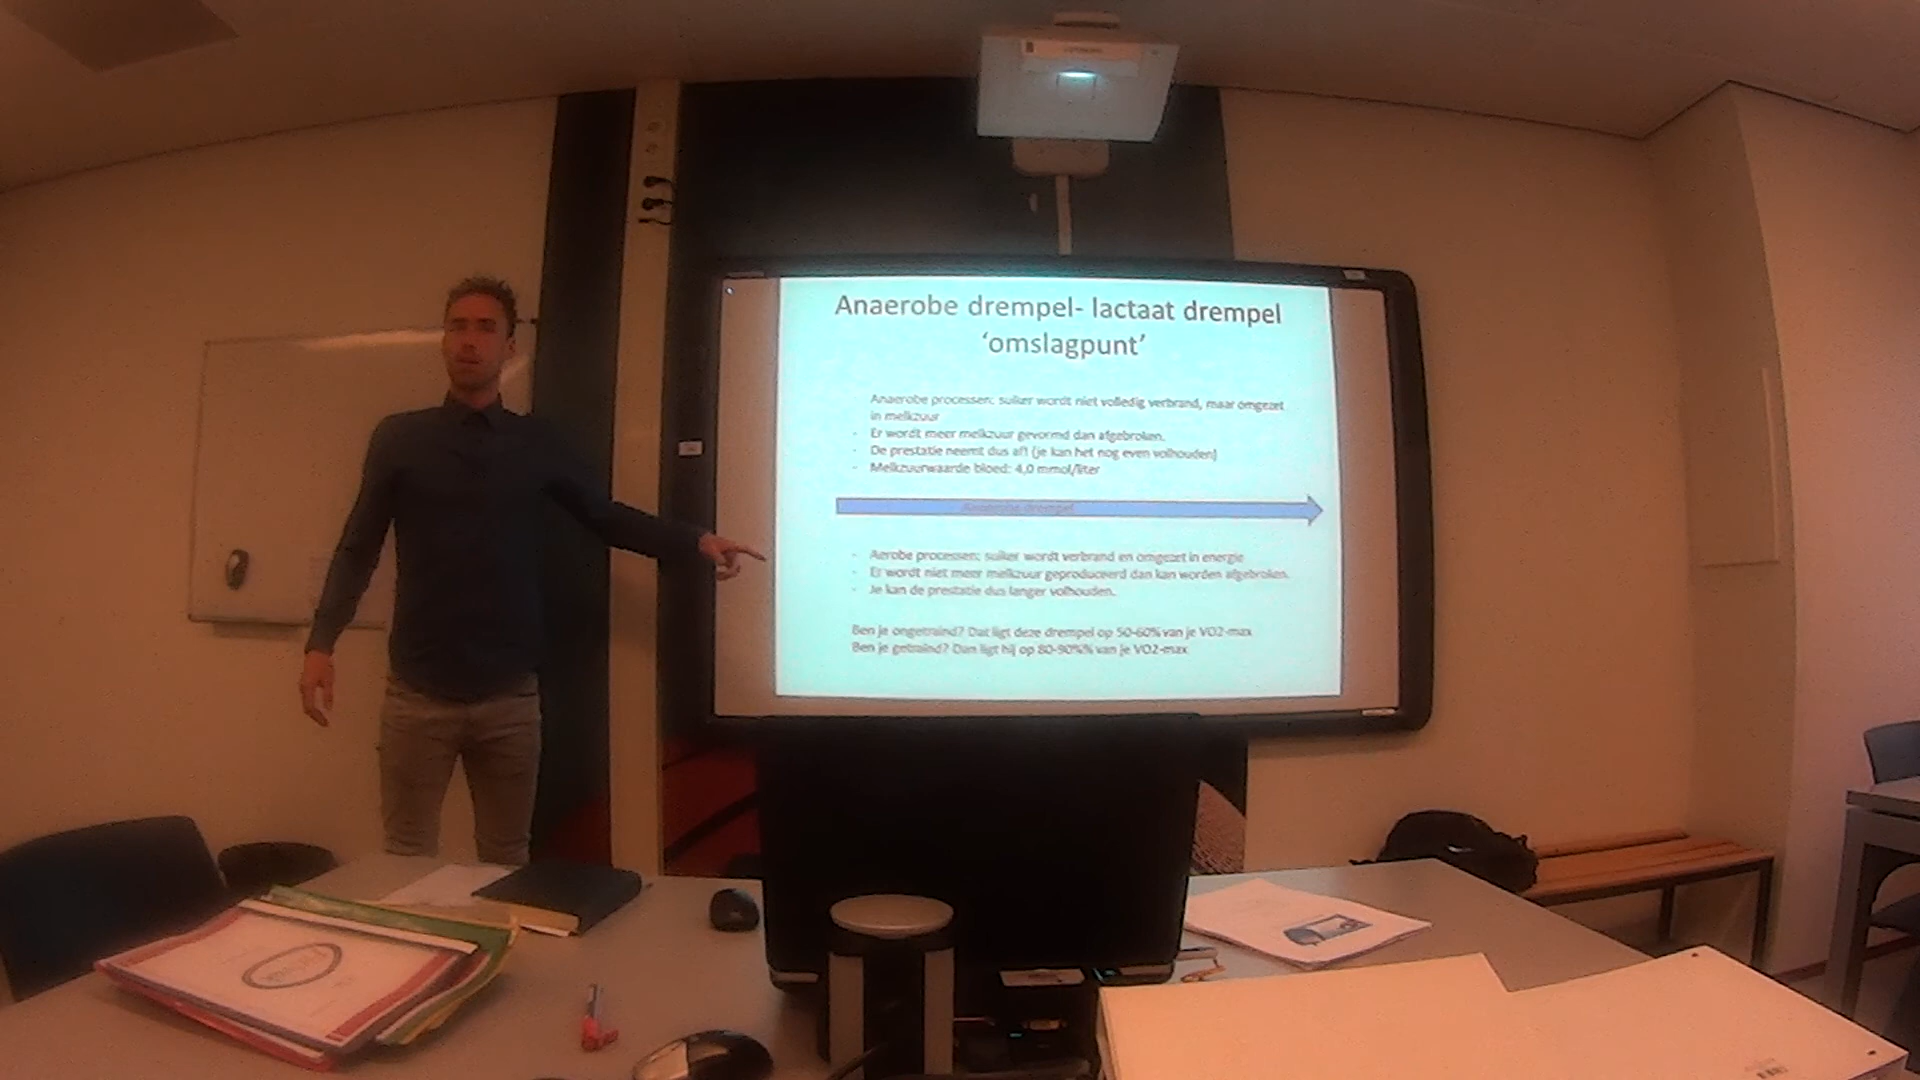 Anaerobe drempel- lactaat drempel
‘omslagpunt’
Anaerobe processen: suiker wordt niet volledig verbrand, maar omgezet
in melkzuur
- Er wordt meer melkzuur gevormd dan afgebroken.
- De prestatie neemt dus af! (je kan het nog even volhouden)
- Melkzuurwaarde bloed: 4,0 mmol/liter
Anaerobe drempel
- Aerobe processen: suiker wordt verbrand en omgezet in energie
- Er wordt niet meer melkzuur geproduceerd dan kan worden afgebroken.
- Je kan de prestatie dus langer volhouden.
Ben je ongetraind? Dat ligt deze drempel op 50-60% van je VO2-max
Ben je getraind? Dan ligt hij op 80-90%% van je VO2-max